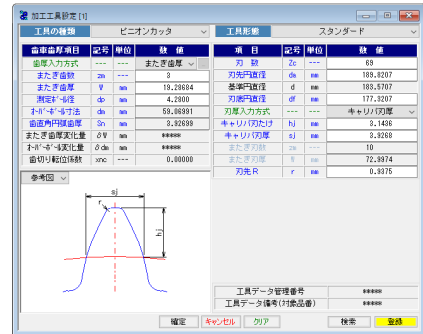 加工工具設定 [1]
工具の種類 ピニオンカッタ
歯車歯厚項目 記号 単位 数 値
歯厚入力方式 --- --- またぎ歯厚
またぎ歯数 zm --- 3
またぎ歯厚 W mm 19.29684
測定ボール径 dp mm 4.2800
オーバーボール寸法 dm mm 59.06991
歯直角円弧歯厚 Sn mm 3.92699
またぎ歯厚変化量 δW mm *****
オーバーボール変化量 δdm mm *****
歯切り転位係数 xnc --- 0.00000
参考図
sj
r
hj
工具形態 スタンダード
項 目 記号 単位 数 値
刃 数 Zc --- 69
刃先円直径 da mm 189.8207
基準円直径 d mm 183.5707
刃底円直径 df mm 177.3207
刃厚入力方式 --- --- キャリパ刃厚
キャリパ刃たけ hj mm 3.1436
キャリパ刃厚 sj mm 3.9268
またぎ刃数 zm --- 10
またぎ刃厚 W mm 72.9974
刃先R r mm 0.9375
工具データ管理番号 *****
工具データ備考(対象品番) *****
確定 キャンセル クリア 検索 登録